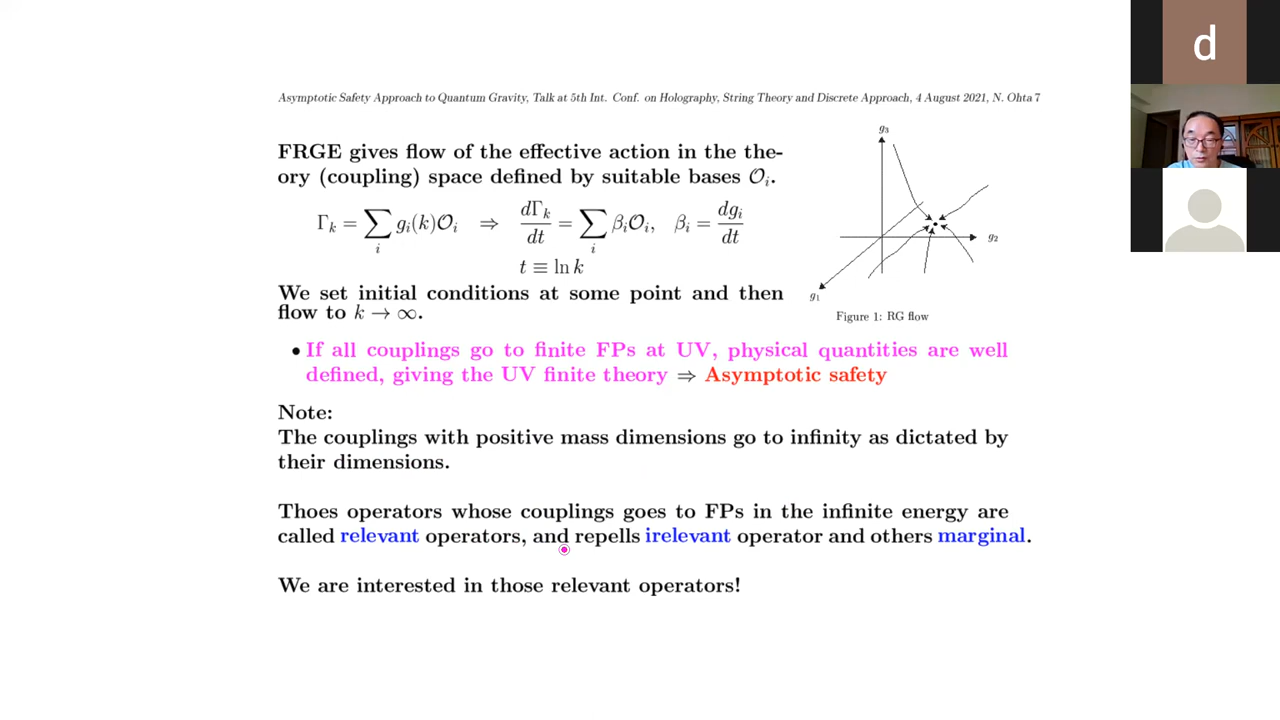 Asymptotic Safety Approach to Quantum Gravity, Talk at 5th Int. Conf. on Holography, String Theory and Discrete Approach, 4 August 2021, N. Ohta 7
FRGE gives flow of the effective action in the the-
ory (coupling) space defined by suitable bases 𝒪ᵢ.
Γₖ = ∑ᵢ gᵢ(k)𝒪ᵢ ⇒ dΓₖ/dt = ∑ᵢ βᵢ𝒪ᵢ, βᵢ = dgᵢ/dt
t ≡ ln k
We set initial conditions at some point and then
flow to k → ∞.
g₃
g₂
g₁
Figure 1: RG flow
• If all couplings go to finite FPs at UV, physical quantities are well
defined, giving the UV finite theory ⇒ Asymptotic safety
Note:
The couplings with positive mass dimensions go to infinity as dictated by
their dimensions.
Thoes operators whose couplings goes to FPs in the infinite energy are
called relevant operators, and repells irelevant operator and others marginal.
We are interested in those relevant operators!
d